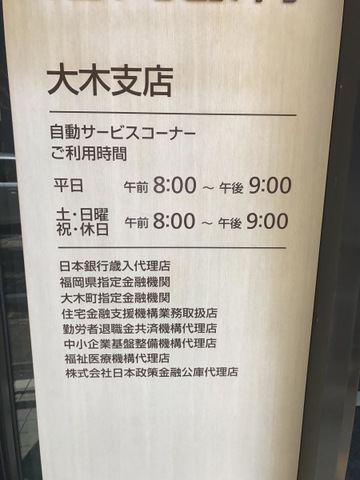 大木支店
自動サービスコーナー
ご利用時間
平日 午前 8:00 ～ 午後 9:00
土・日曜
祝・休日 午前 8:00 ～ 午後 9:00
日本銀行歳入代理店
福岡県指定金融機関
大木町指定金融機関
住宅金融支援機構業務取扱店
勤労者退職金共済機構代理店
中小企業基盤整備機構代理店
福祉医療機構代理店
株式会社日本政策金融公庫代理店